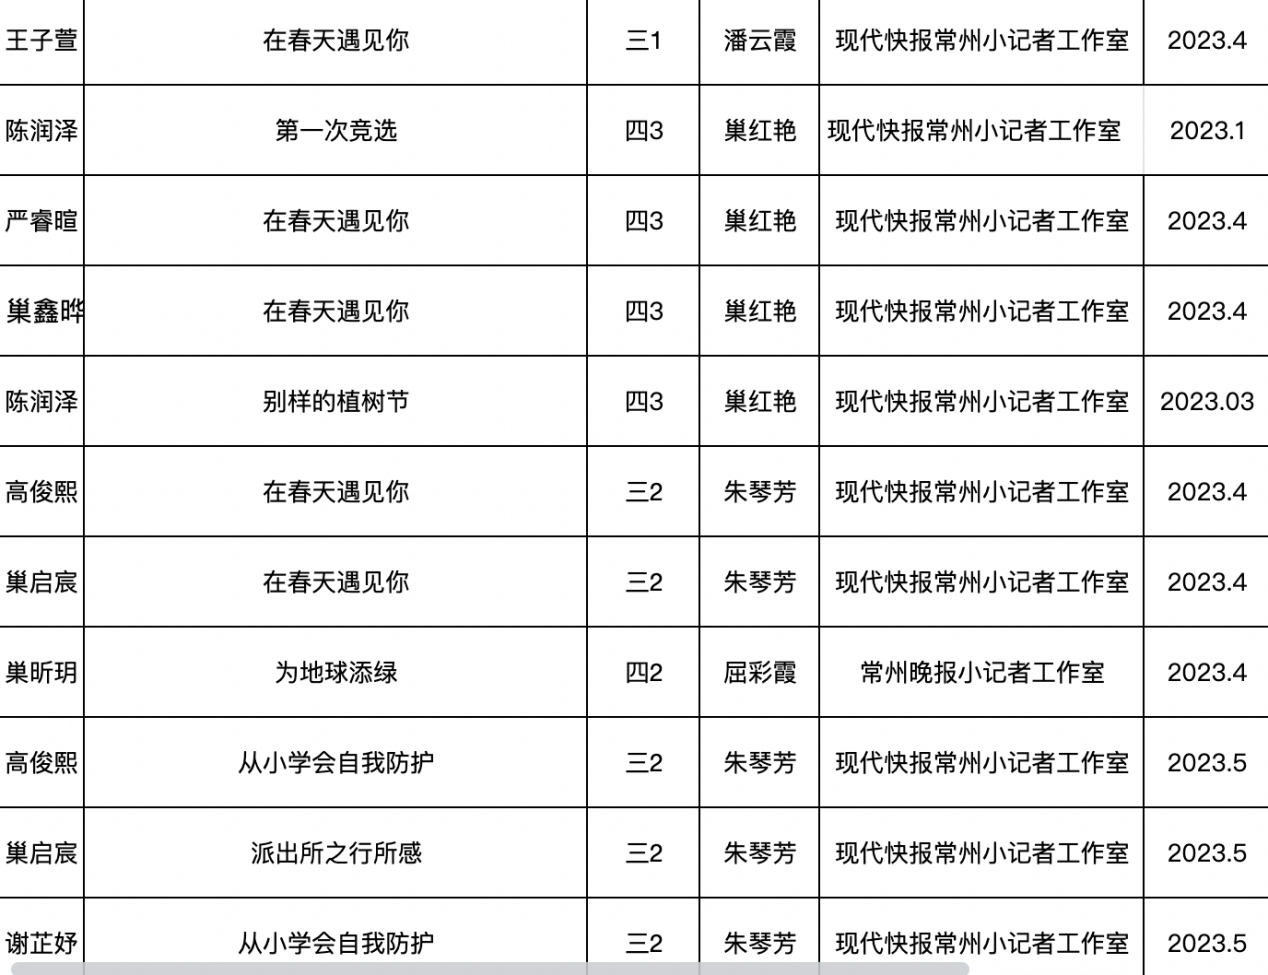 王子萱 在春天遇见你 三1 潘云霞 现代快报常州小记者工作室 2023.4
陈润泽 第一次竞选 四3 巢红艳 现代快报常州小记者工作室 2023.1
严睿暄 在春天遇见你 四3 巢红艳 现代快报常州小记者工作室 2023.4
巢鑫晔 在春天遇见你 四3 巢红艳 现代快报常州小记者工作室 2023.4
陈润泽 别样的植树节 四3 巢红艳 现代快报常州小记者工作室 2023.03
高俊熙 在春天遇见你 三2 朱琴芳 现代快报常州小记者工作室 2023.4
巢启宸 在春天遇见你 三2 朱琴芳 现代快报常州小记者工作室 2023.4
巢昕玥 为地球添绿 四2 屈彩霞 常州晚报小记者工作室 2023.4
高俊熙 从小学会自我防护 三2 朱琴芳 现代快报常州小记者工作室 2023.5
巢启宸 派出所之行所感 三2 朱琴芳 现代快报常州小记者工作室 2023.5
谢芷妤 从小学会自我防护 三2 朱琴芳 现代快报常州小记者工作室 2023.5